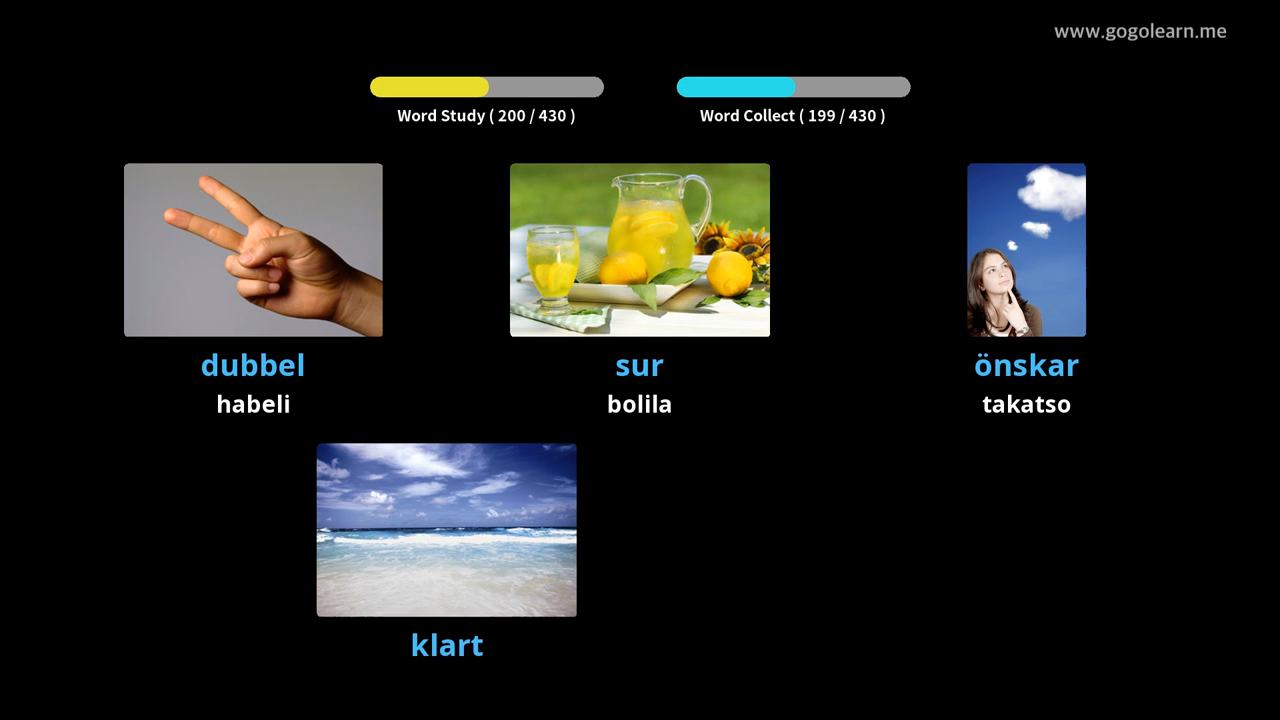 www.gogolearn.me
Word Study ( 200 / 430 )
Word Collect ( 199 / 430 )
dubbel
habeli
sur
bolila
önskar
takatso
klart